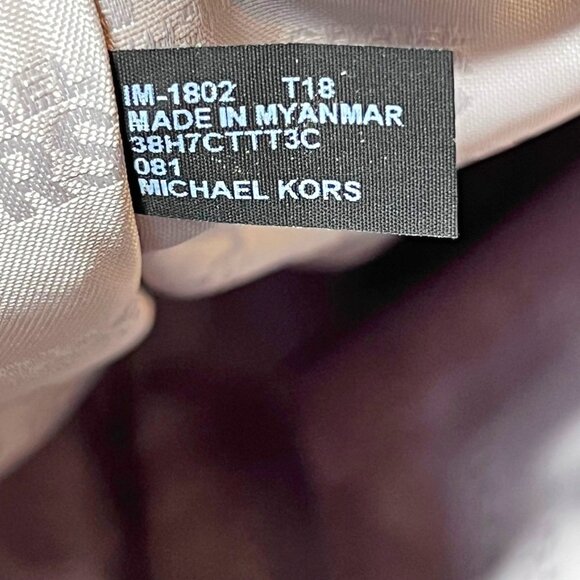 IM-1802 T18
MADE IN MYANMAR
38H7CTTT3C
081
MICHAEL KORS